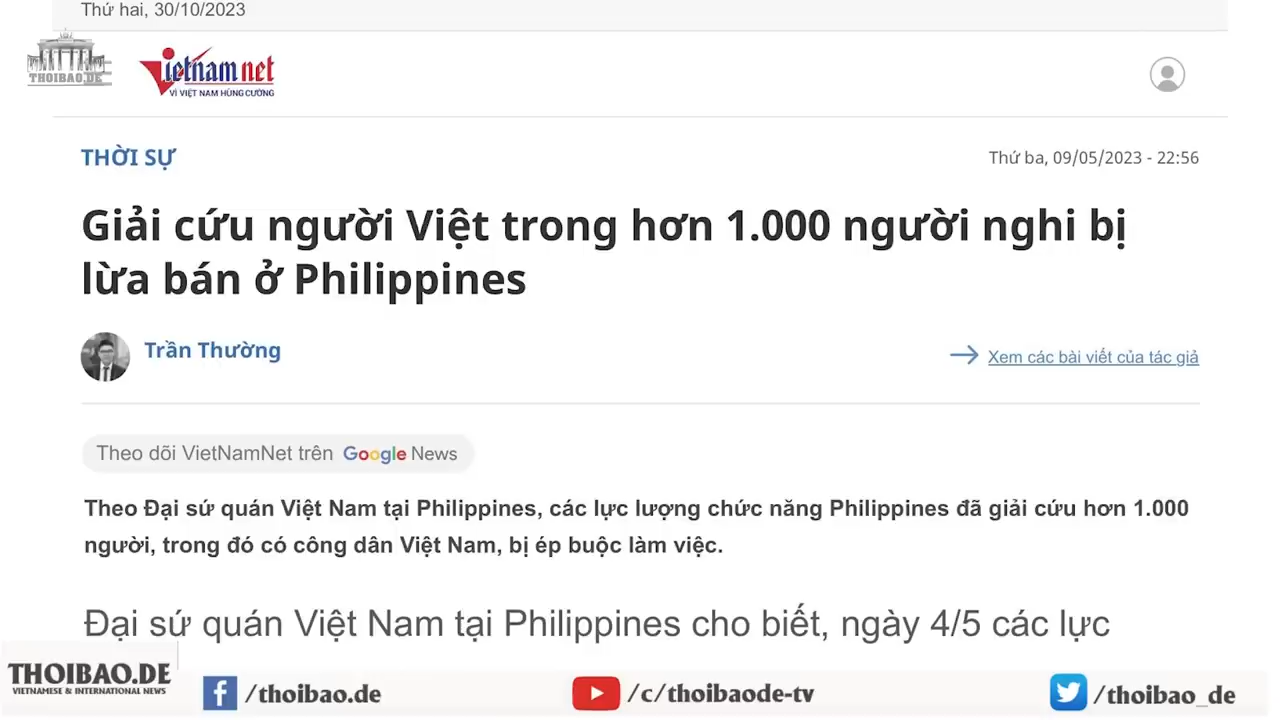 Thứ hai, 30/10/2023
THOIBAO.DE
Vietnamnet
VÌ VIỆT NAM HÙNG CƯỜNG
THỜI SỰ
Thứ ba, 09/05/2023 - 22:56
Giải cứu người Việt trong hơn 1.000 người nghi bị
lừa bán ở Philippines
Trần Thường
Xem các bài viết của tác giả
Theo dõi VietNamNet trên Google News
Theo Đại sứ quán Việt Nam tại Philippines, các lực lượng chức năng Philippines đã giải cứu hơn 1.000
người, trong đó có công dân Việt Nam, bị ép buộc làm việc.
Đại sứ quán Việt Nam tại Philippines cho biết, ngày 4/5 các lực
THOIBAO.DE
VIETNAMESE & INTERNATIONAL NEWS
/thoibao.de
/c/thoibaode-tv
/thoibao_de